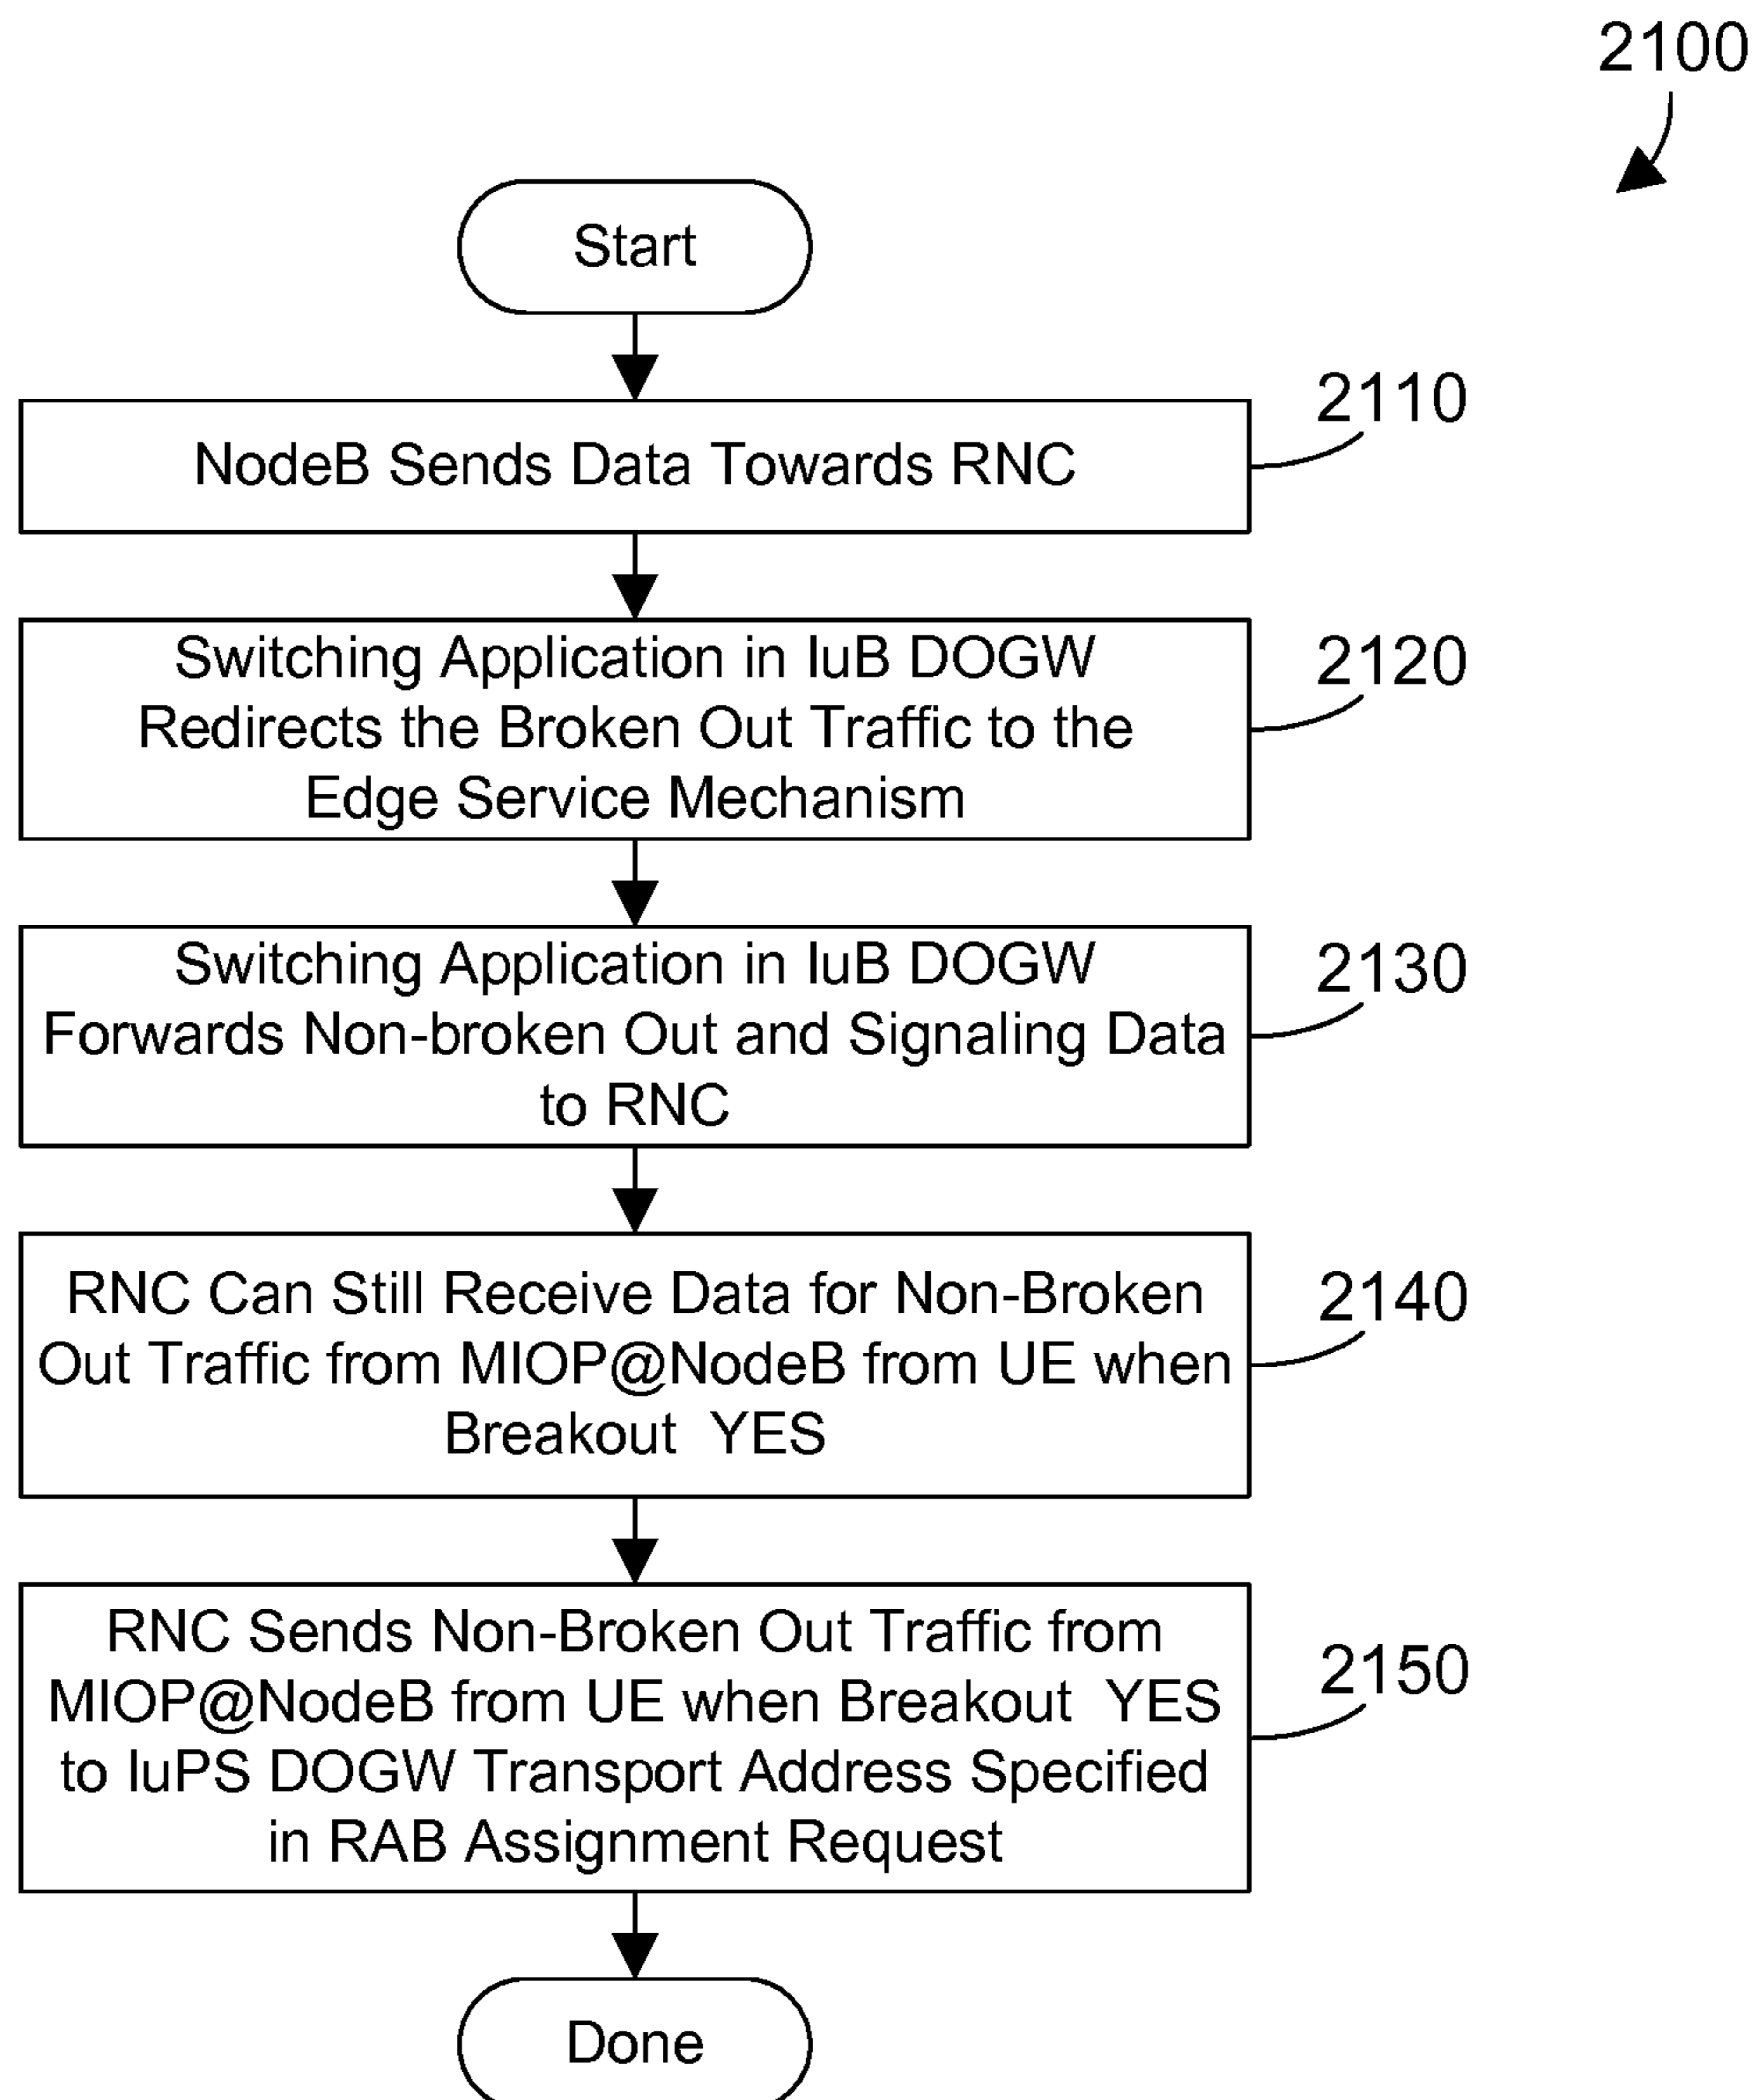 2100
Start
NodeB Sends Data Towards RNC
2110
Switching Application in IuB DOGW
Redirects the Broken Out Traffic to the
Edge Service Mechanism
2120
Switching Application in IuB DOGW
Forwards Non-broken Out and Signaling Data
to RNC
2130
RNC Can Still Receive Data for Non-Broken
Out Traffic from MIOP@NodeB from UE when
Breakout  YES
2140
RNC Sends Non-Broken Out Traffic from
MIOP@NodeB from UE when Breakout  YES
to IuPS DOGW Transport Address Specified
in RAB Assignment Request
2150
Done